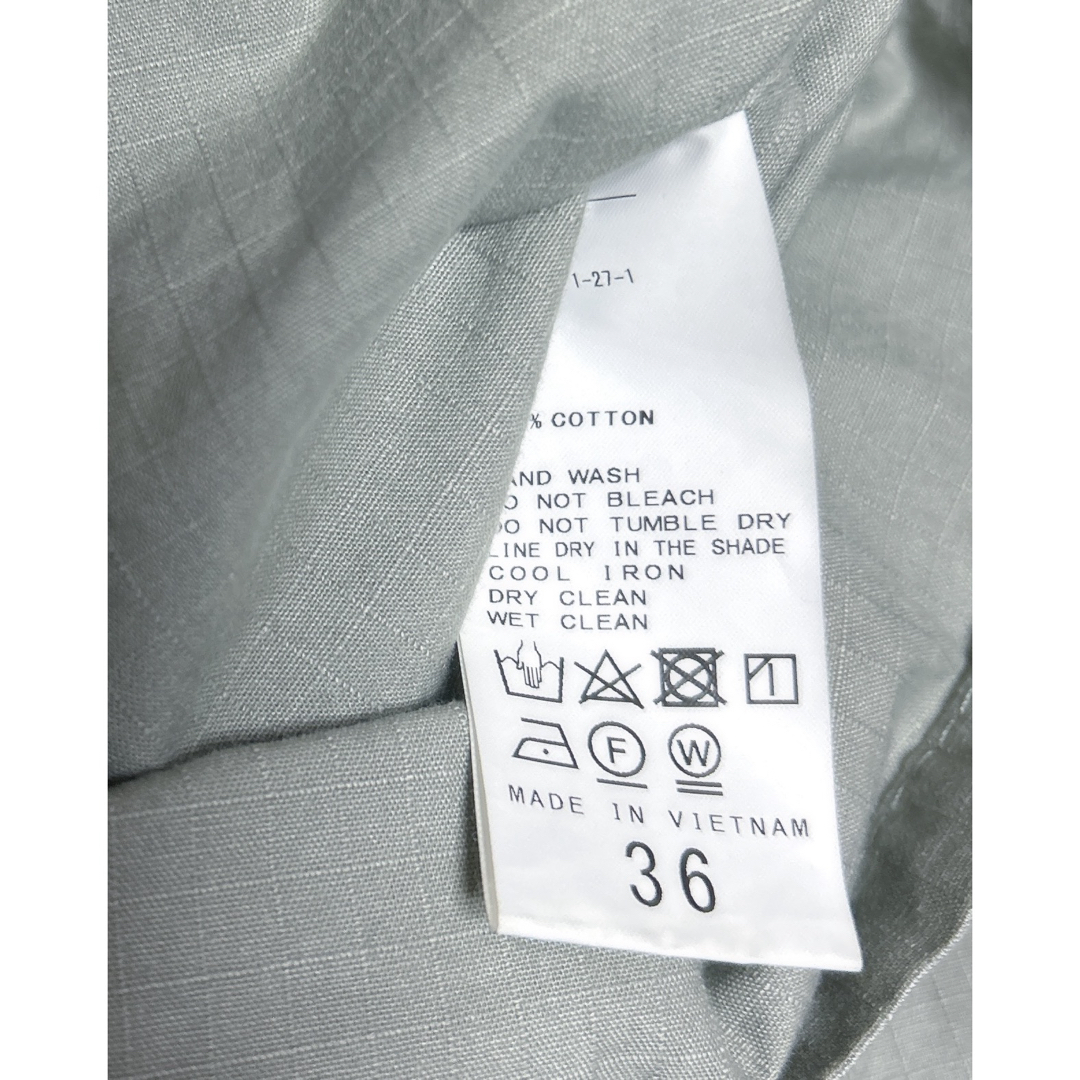 1-27-1
% COTTON
AND WASH
O NOT BLEACH
DO NOT TUMBLE DRY
LINE DRY IN THE SHADE
COOL IRON
DRY CLEAN
WET CLEAN
1
F W
MADE IN VIETNAM
36